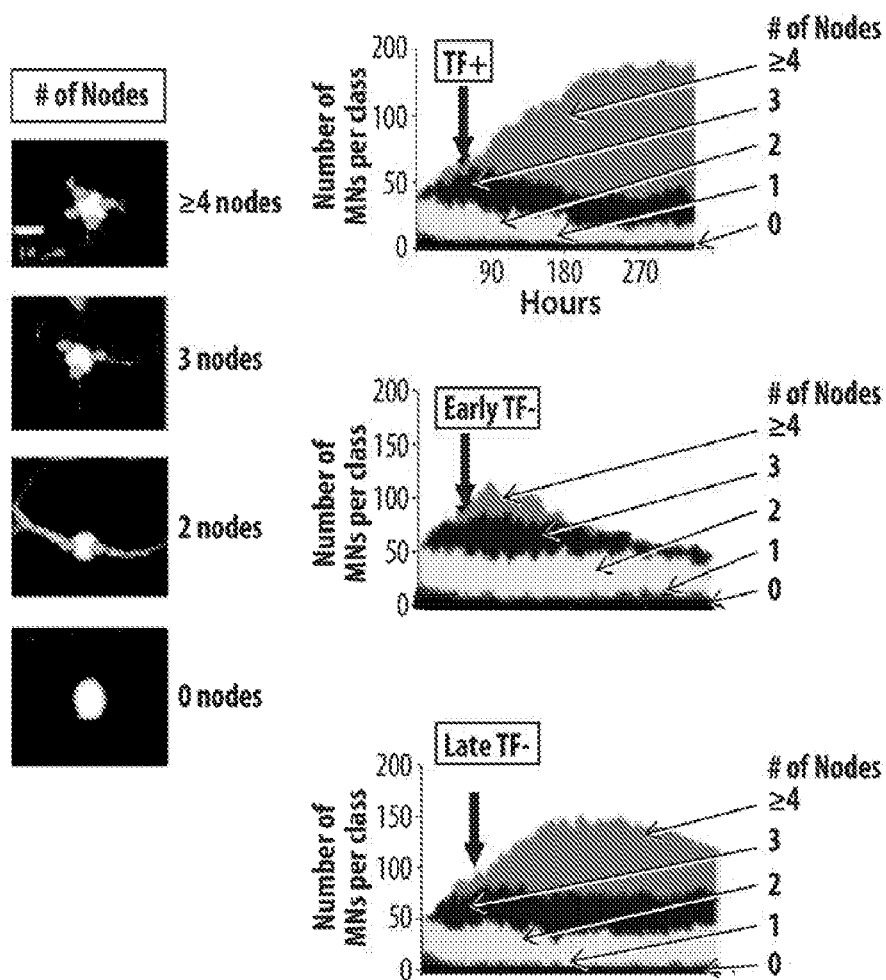 # of Nodes
≥4 nodes
3 nodes
2 nodes
0 nodes
TF+
Number of
MNs per class
200
100
50
0
90
180
270
Hours
# of Nodes
≥4
3
2
1
0
Early TF-
Number of
MNs per class
200
150
100
50
0
# of Nodes
≥4
3
2
1
0
Late TF-
Number of
MNs per class
200
150
100
50
0
# of Nodes
≥4
3
2
1
0